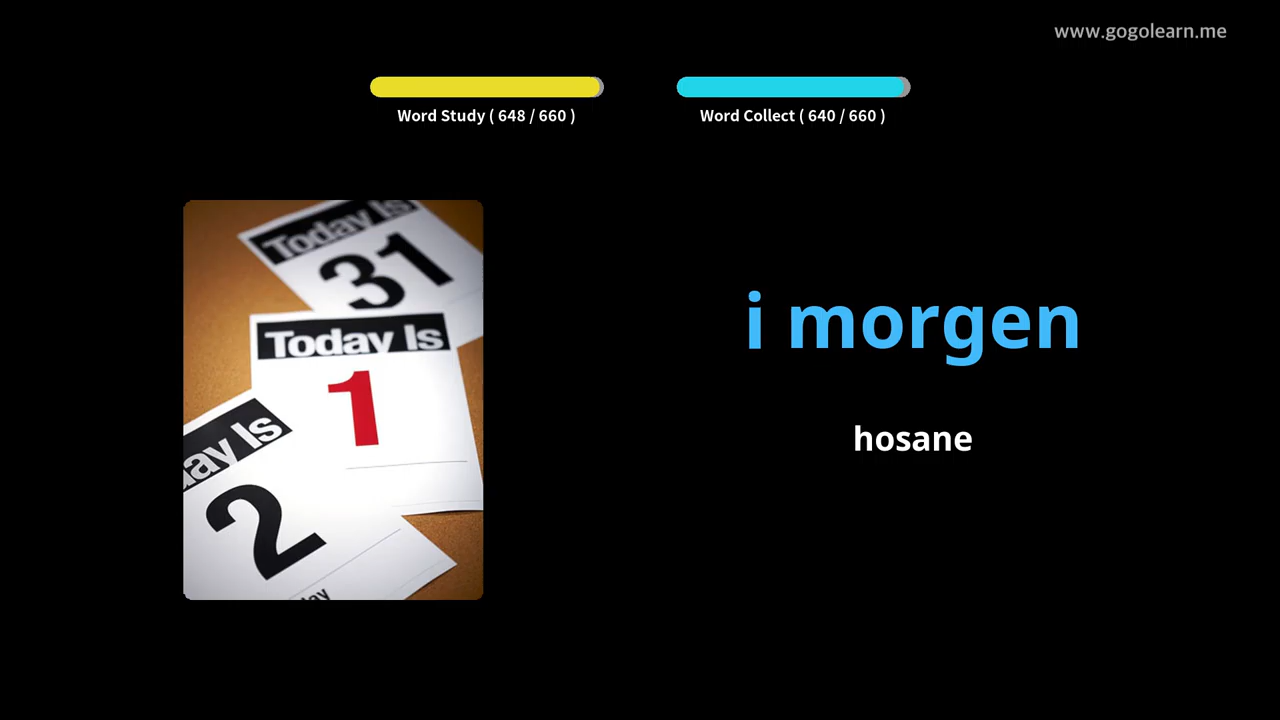 www.gogolearn.me
Word Study ( 648 / 660 )
Word Collect ( 640 / 660 )
Today Is
31
Today Is
1
day Is
2
i morgen
hosane